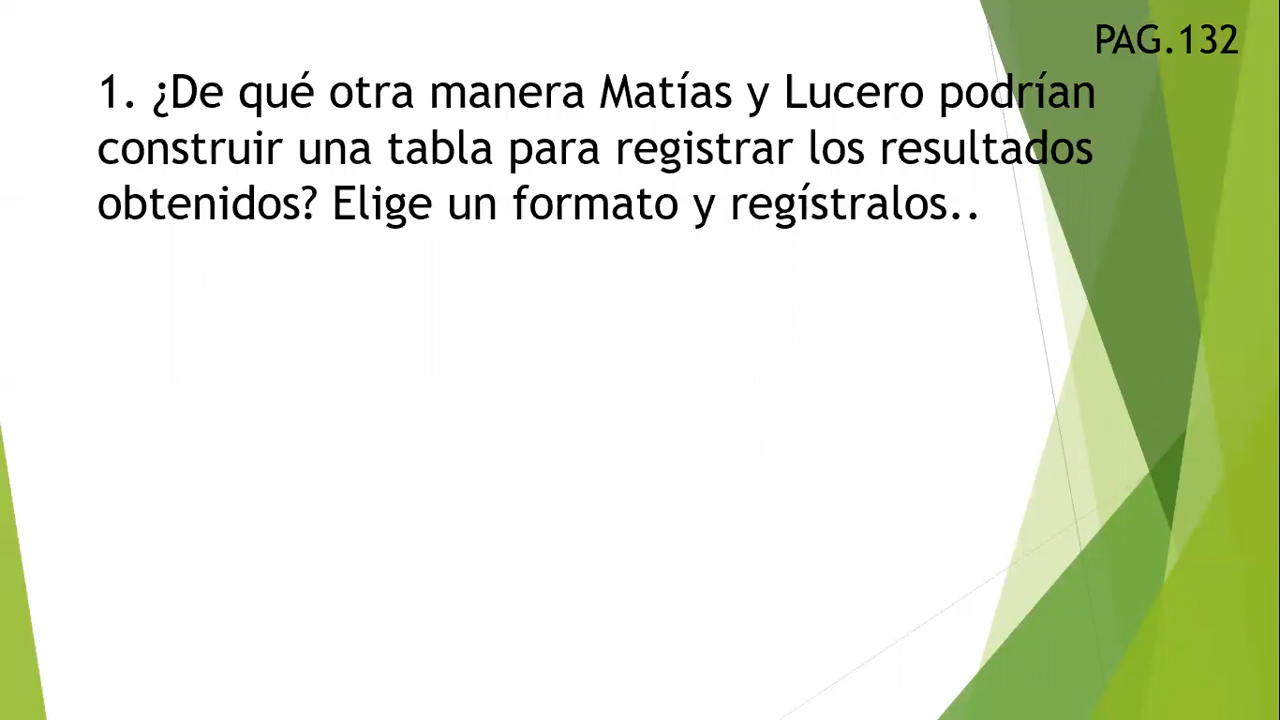 PAG.132
1. ¿De qué otra manera Matías y Lucero podrían
construir una tabla para registrar los resultados
obtenidos? Elige un formato y regístralos..